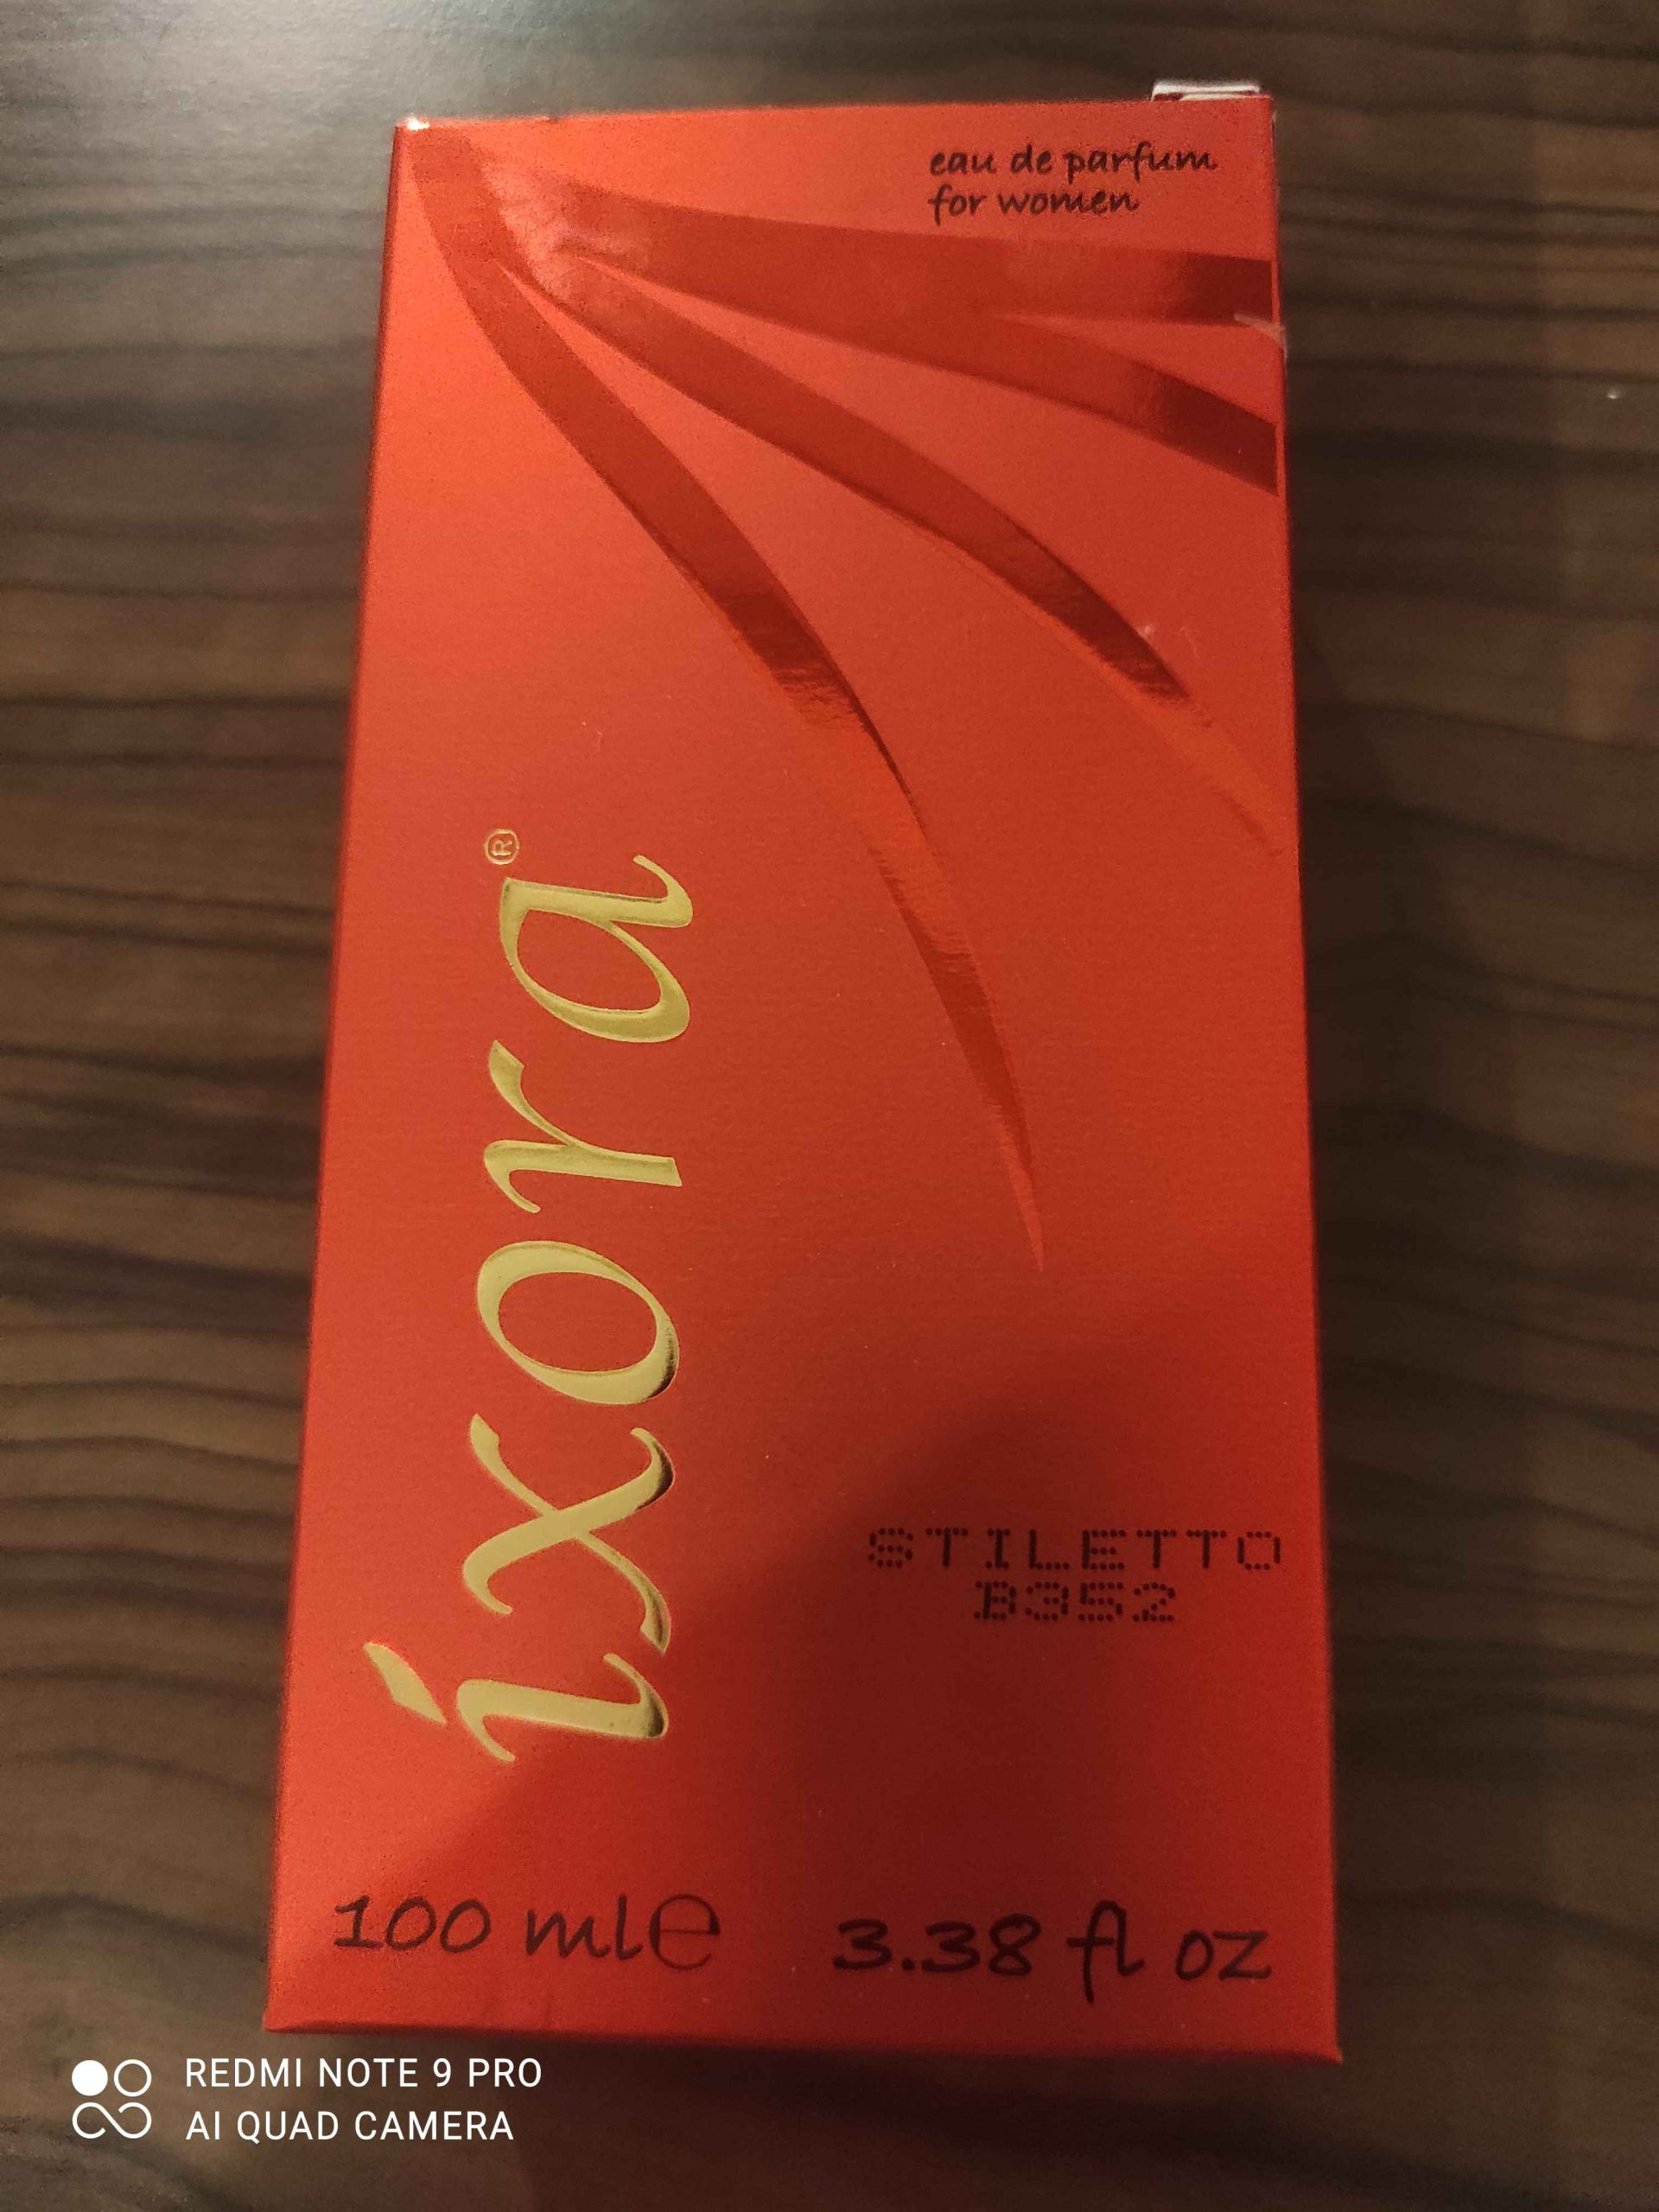 eau de parfum
for women
ixora®
STILETTO
B352
100 ml℮ 3.38 fl oz
REDMI NOTE 9 PRO
AI QUAD CAMERA